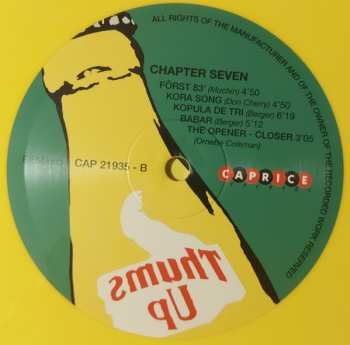 ALL RIGHTS OF THE MANUFACTURER AND OF THE OWNER OF THE RECORDED WORK RESERVED
CHAPTER SEVEN
FÖRST 83' (Muchin) 4'50
KORA SONG (Don Cherry) 4'50
KOPULA DE TRI (Berger) 6'19
BABAR (Berger) 5'12
THE OPENER - CLOSER 3'05
(Ornette Coleman)
CAP 21935 - B
CAPRICE
Thums
Up